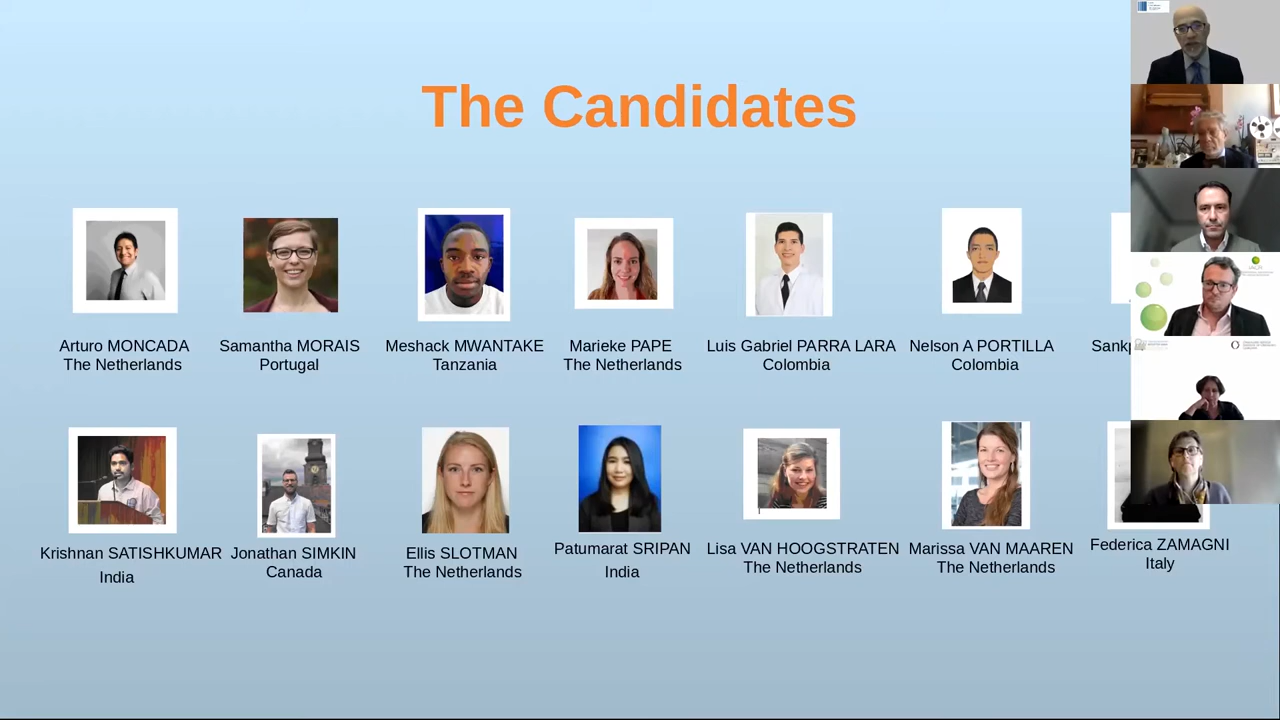 The Candidates
Arturo MONCADA
The Netherlands
Samantha MORAIS
Portugal
Meshack MWANTAKE
Tanzania
Marieke PAPE
The Netherlands
Luis Gabriel PARRA LARA
Colombia
Nelson A PORTILLA
Colombia
Krishnan SATISHKUMAR
India
Jonathan SIMKIN
Canada
Ellis SLOTMAN
The Netherlands
Patumarat SRIPAN
India
Lisa VAN HOOGSTRATEN
The Netherlands
Marissa VAN MAAREN
The Netherlands
Federica ZAMAGNI
Italy